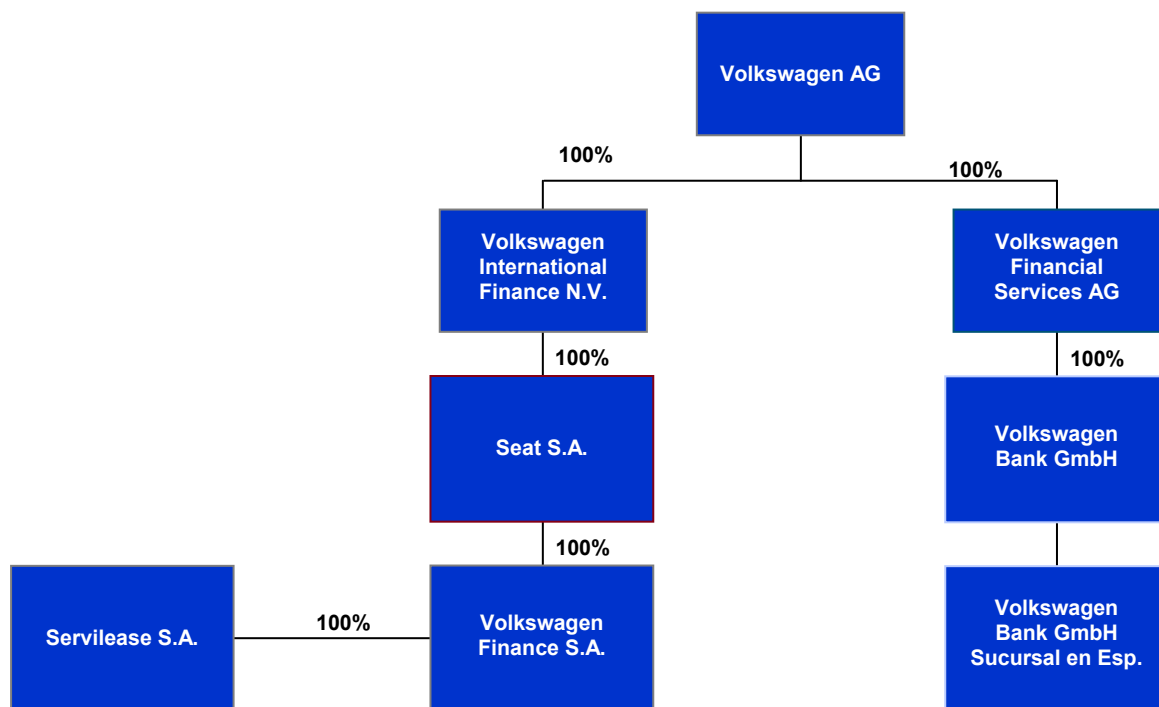 Volkswagen AG
100%
100%
Volkswagen
International
Finance N.V.
Volkswagen
Financial
Services AG
100%
100%
Seat S.A.
Volkswagen
Bank GmbH
100%
Servilease S.A.
100%
Volkswagen
Finance S.A.
Volkswagen
Bank GmbH
Sucursal en Esp.